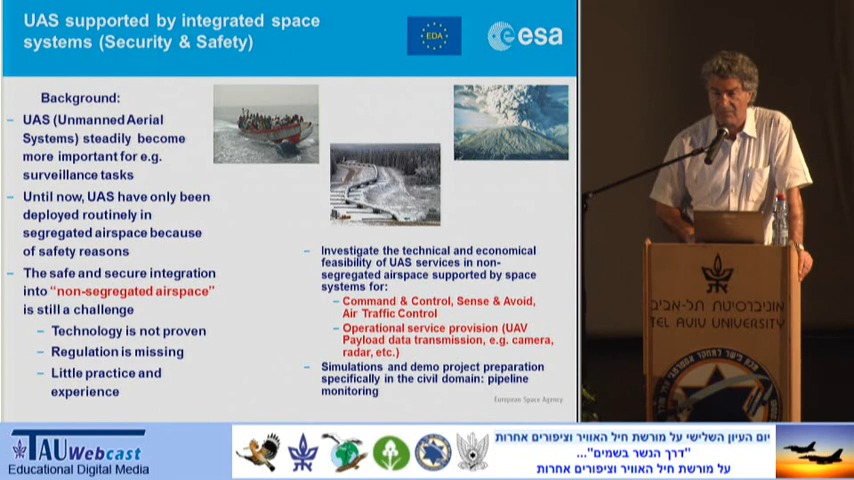 UAS supported by integrated space
systems (Security & Safety)
EDA
esa
Background:
– UAS (Unmanned Aerial
Systems) steadily become
more important for e.g.
surveillance tasks
– Until now, UAS have only been
deployed routinely in
segregated airspace because
of safety reasons
– The safe and secure integration
into "non-segregated airspace"
is still a challenge
– Technology is not proven
– Regulation is missing
– Little practice and
experience
– Investigate the technical and economical
feasibility of UAS services in non-
segregated airspace supported by space
systems for:
– Command & Control, Sense & Avoid,
Air Traffic Control
– Operational service provision (UAV
Payload data transmission, e.g. camera,
radar, etc.)
– Simulations and demo project preparation
specifically in the civil domain: pipeline
monitoring
European Space Agency
אוניברסיטת תל-אביב
TEL AVIV UNIVERSITY
TAU Webcast
Educational Digital Media
יום העיון השלישי על מורשת חיל האוויר וציפורים אחרות
"דרך הנשר בשמים"...
על מורשת חיל האוויר וציפורים אחרות